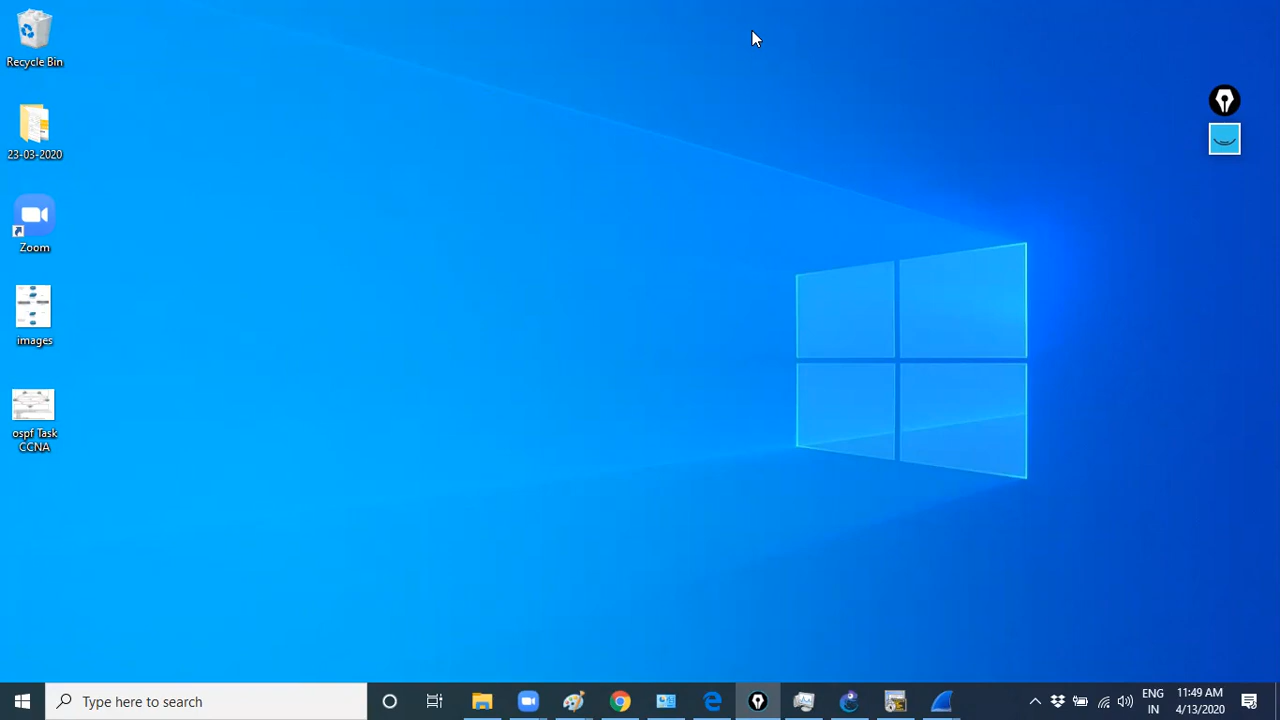 Recycle Bin
23-03-2020
Zoom
images
ospf Task
CCNA
Type here to search
ENG
IN
11:49 AM
4/13/2020